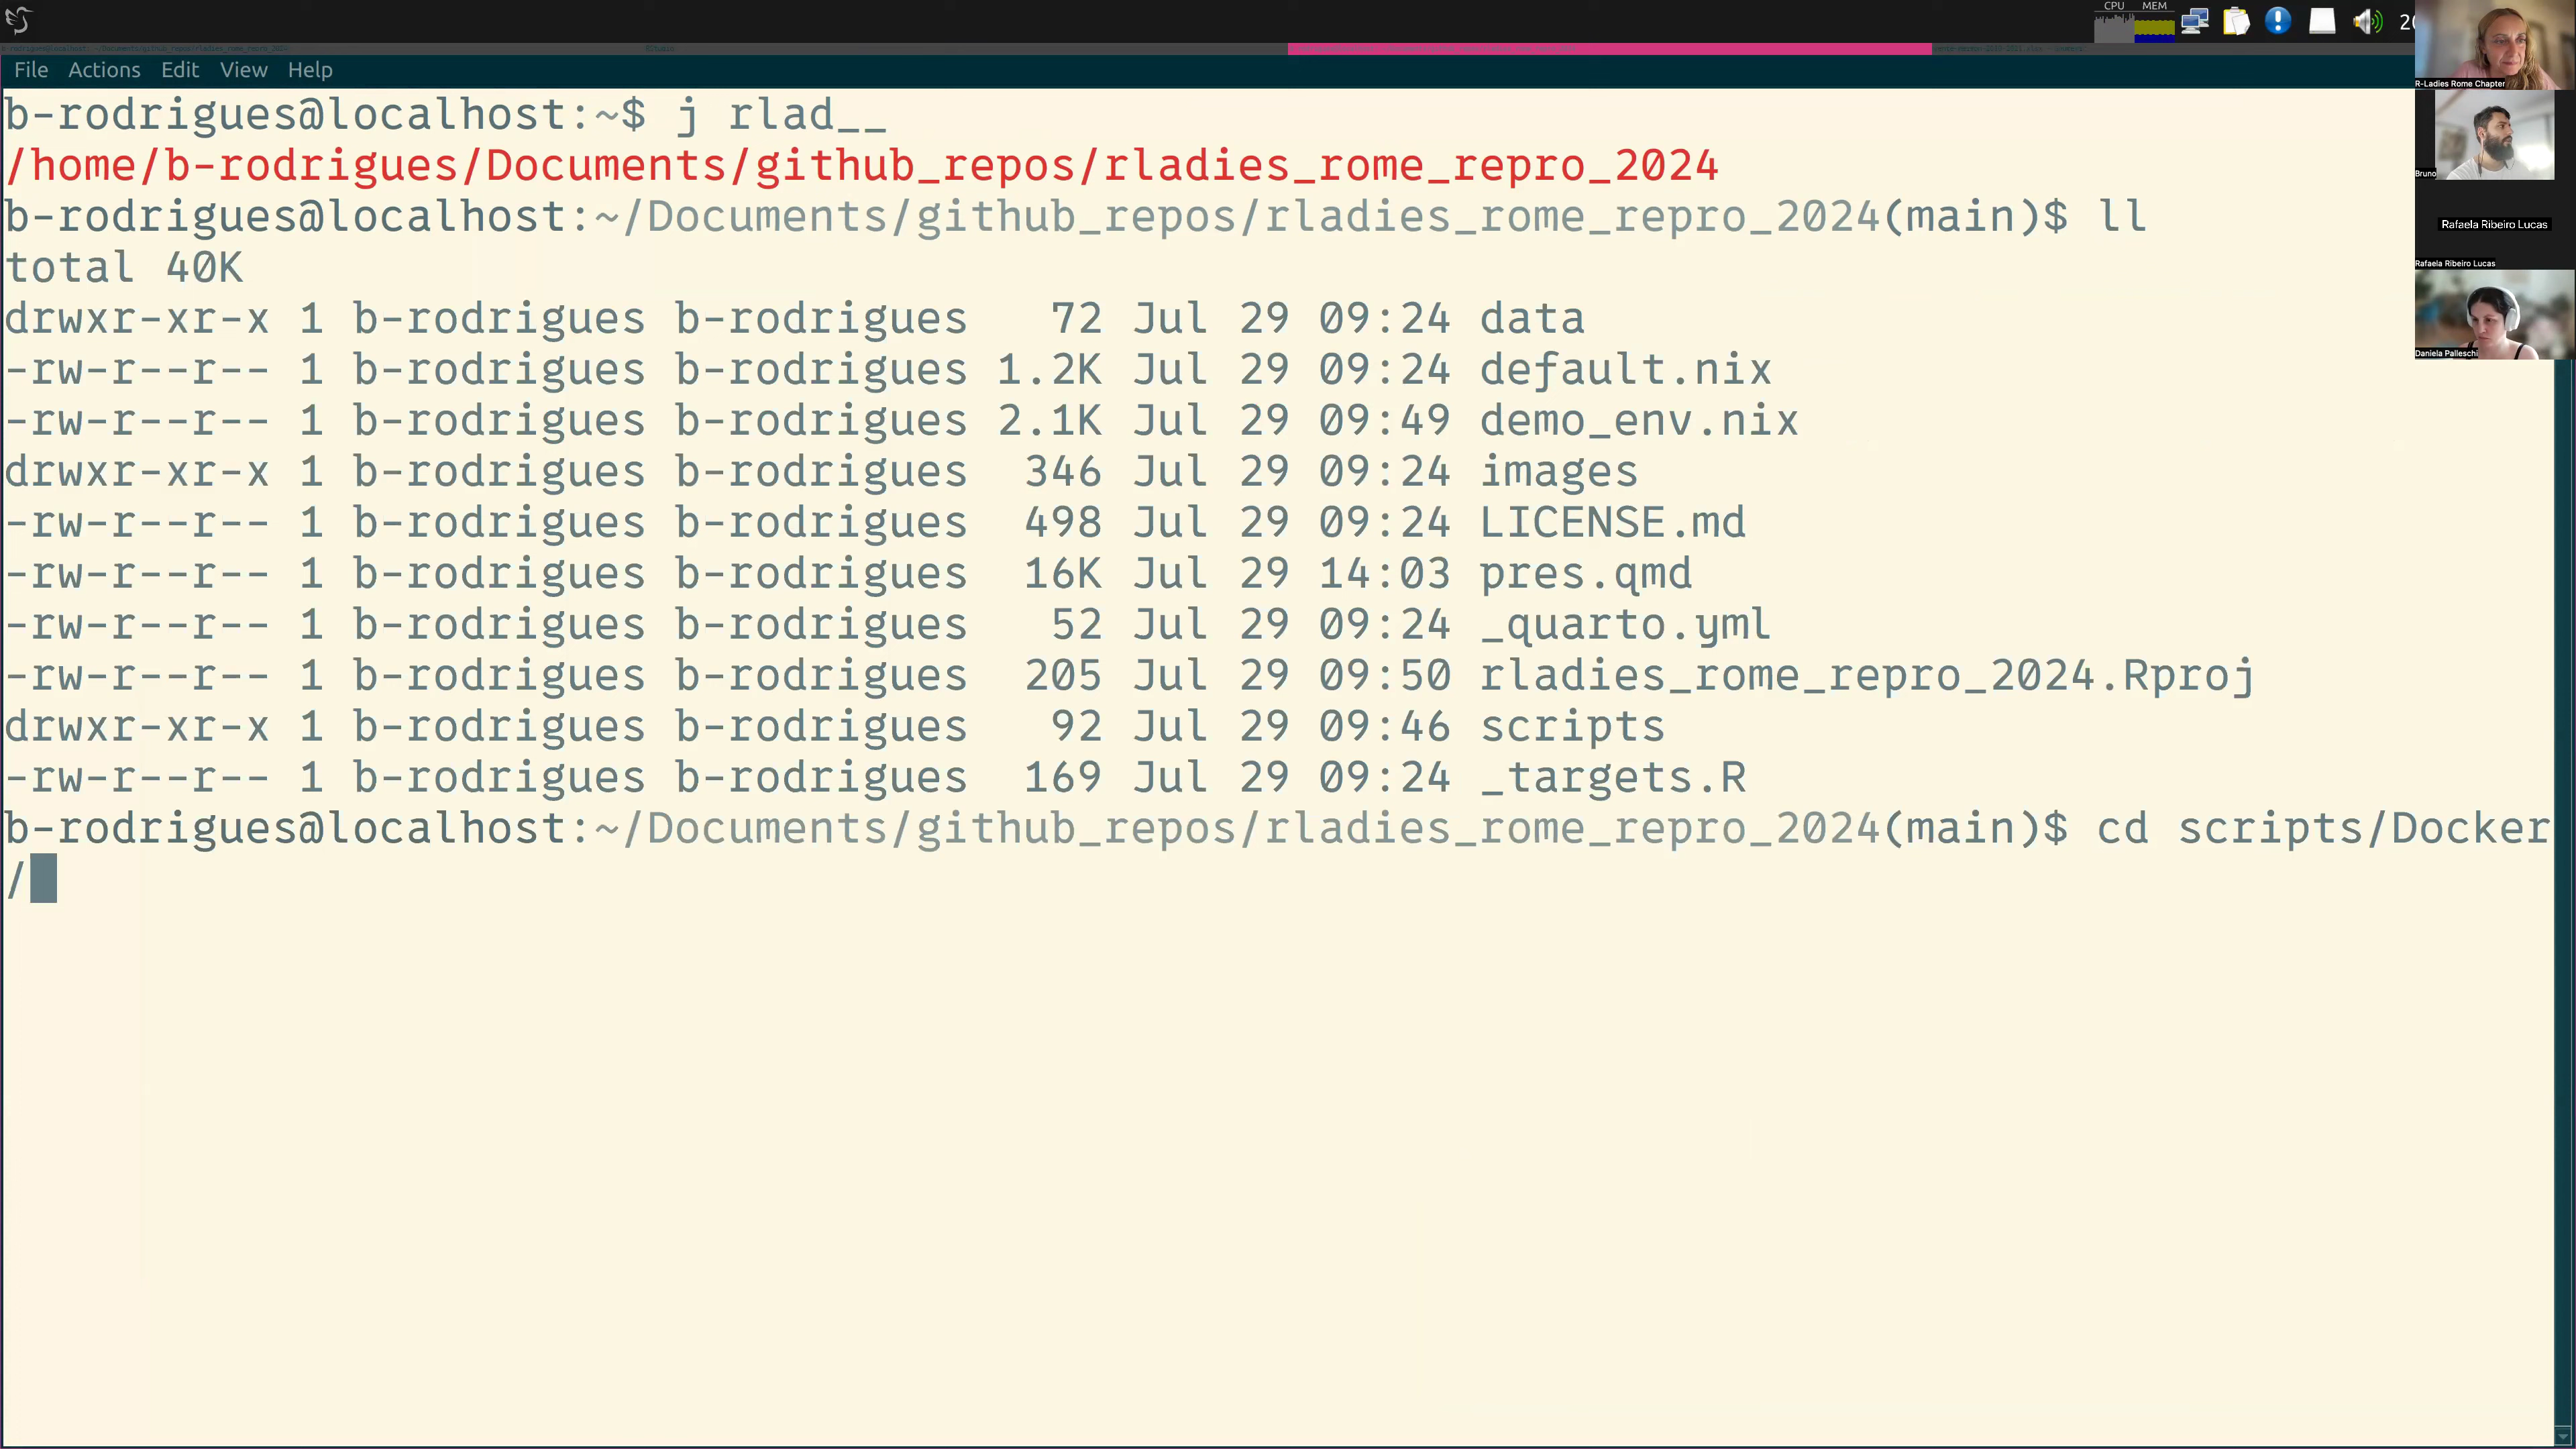 CPU MEM
File Actions Edit View Help
b-rodrigues@localhost:~$ j rlad__
/home/b-rodrigues/Documents/github_repos/rladies_rome_repro_2024
b-rodrigues@localhost:~/Documents/github_repos/rladies_rome_repro_2024(main)$ ll
total 40K
drwxr-xr-x 1 b-rodrigues b-rodrigues 72 Jul 29 09:24 data
-rw-r--r-- 1 b-rodrigues b-rodrigues 1.2K Jul 29 09:24 default.nix
-rw-r--r-- 1 b-rodrigues b-rodrigues 2.1K Jul 29 09:49 demo_env.nix
drwxr-xr-x 1 b-rodrigues b-rodrigues 346 Jul 29 09:24 images
-rw-r--r-- 1 b-rodrigues b-rodrigues 498 Jul 29 09:24 LICENSE.md
-rw-r--r-- 1 b-rodrigues b-rodrigues 16K Jul 29 14:03 pres.qmd
-rw-r--r-- 1 b-rodrigues b-rodrigues 52 Jul 29 09:24 _quarto.yml
-rw-r--r-- 1 b-rodrigues b-rodrigues 205 Jul 29 09:50 rladies_rome_repro_2024.Rproj
drwxr-xr-x 1 b-rodrigues b-rodrigues 92 Jul 29 09:46 scripts
-rw-r--r-- 1 b-rodrigues b-rodrigues 169 Jul 29 09:24 _targets.R
b-rodrigues@localhost:~/Documents/github_repos/rladies_rome_repro_2024(main)$ cd scripts/Docker
/
R-Ladies Rome Chapter
Bruno
Rafaela Ribeiro Lucas
Rafaela Ribeiro Lucas
Daniela Palleschi